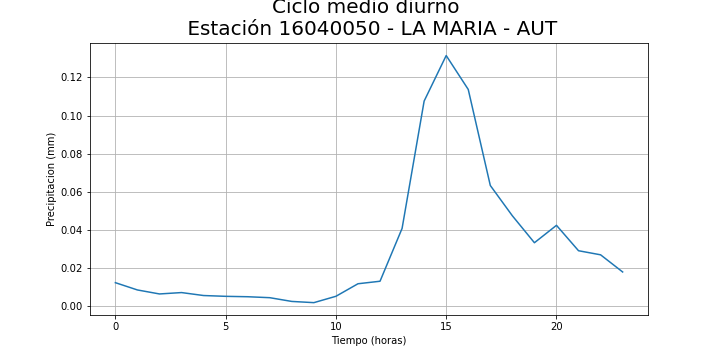 Ciclo medio diurno
Estación 16040050 - LA MARIA - AUT
0.12
0.10
0.08
0.06
0.04
0.02
0.00
Precipitacion (mm)
0 5 10 15 20
Tiempo (horas)